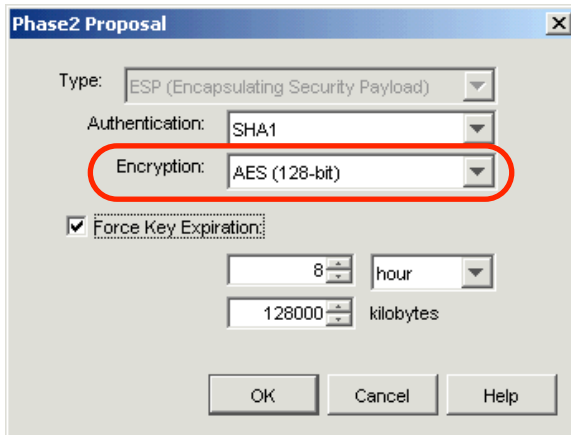 Phase2 Proposal
Type: ESP (Encapsulating Security Payload)
Authentication: SHA1
Encryption: AES (128-bit)
Force Key Expiration:
8 hour
128000 kilobytes
OK Cancel Help